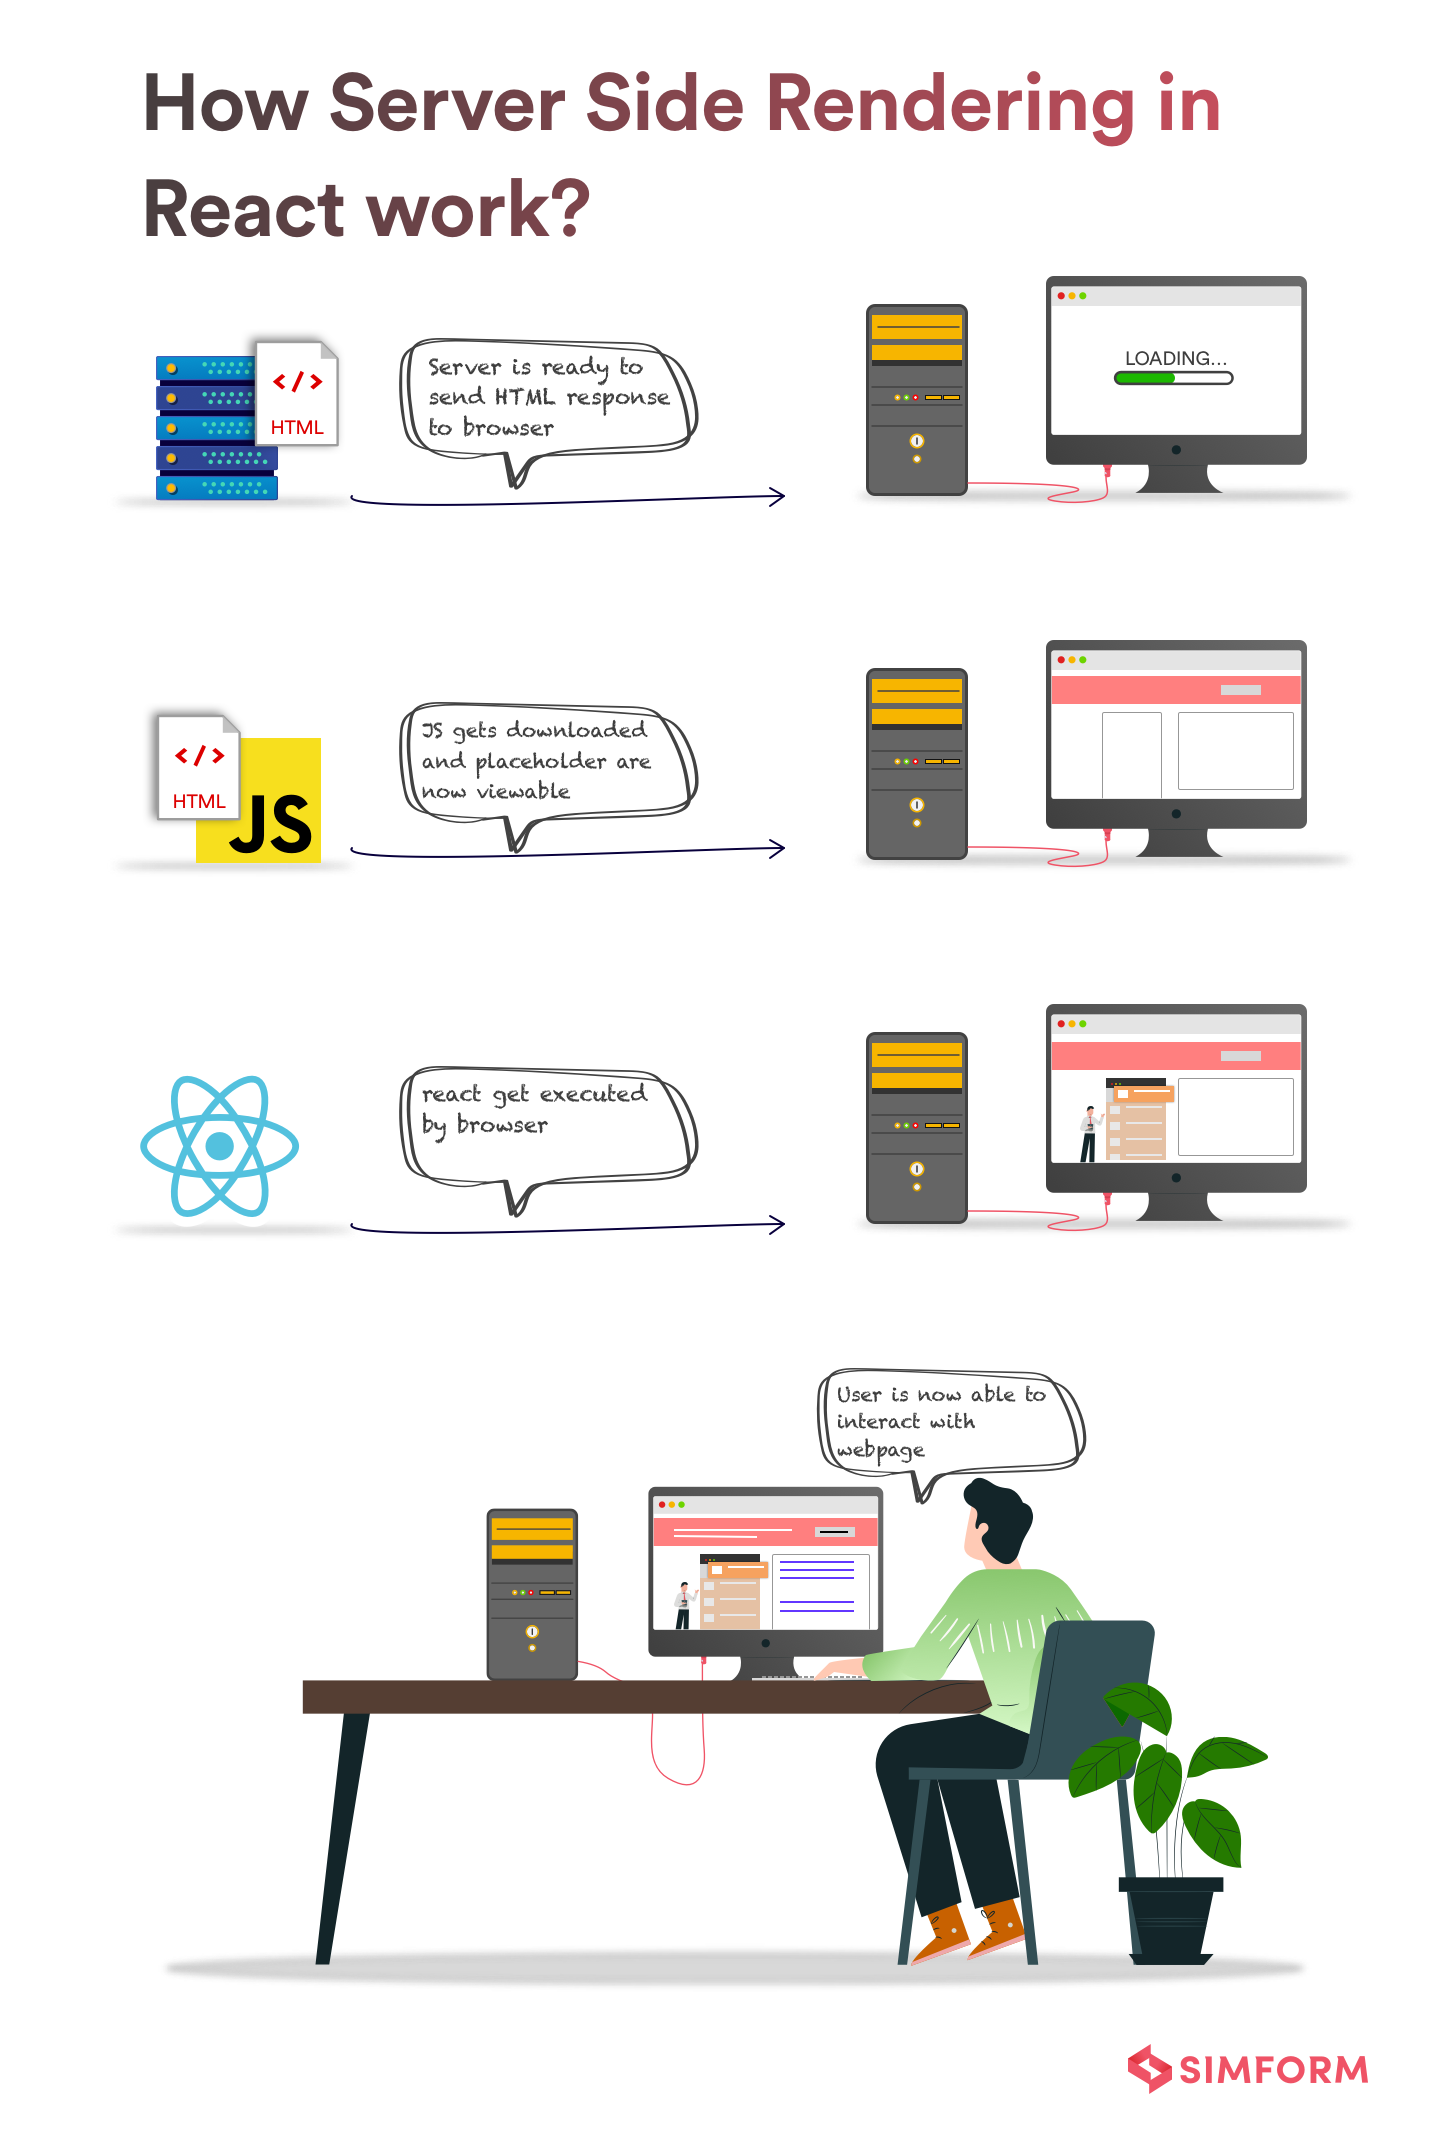 How Server Side Rendering in
React work?
Server is ready to
send HTML response
to browser
</>
HTML
LOADING...
JS gets downloaded
and placeholder are
now viewable
</>
HTML
JS
react get executed
by browser
User is now able to
interact with
webpage
SIMFORM